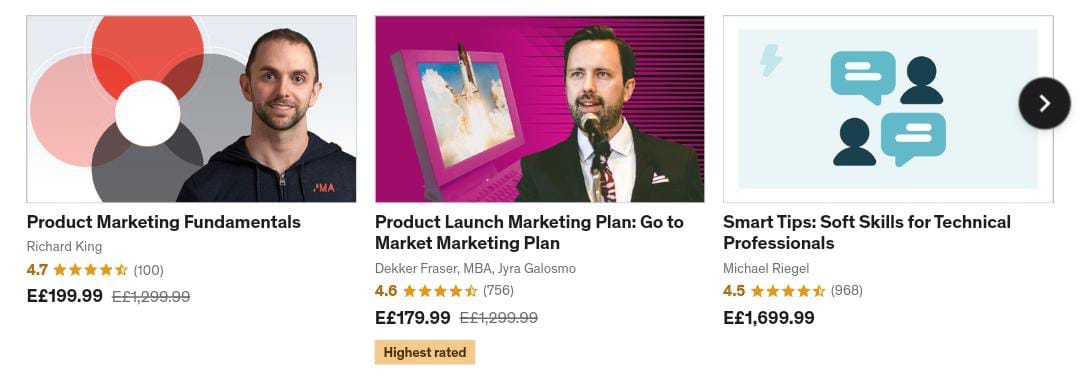 PMA
Product Marketing Fundamentals
Richard King
4.7 (100)
E£199.99 E£1,299.99
Product Launch Marketing Plan: Go to
Market Marketing Plan
Dekker Fraser, MBA, Jyra Galosmo
4.6 (756)
E£179.99 E£1,299.99
Highest rated
Smart Tips: Soft Skills for Technical
Professionals
Michael Riegel
4.5 (968)
E£1,699.99